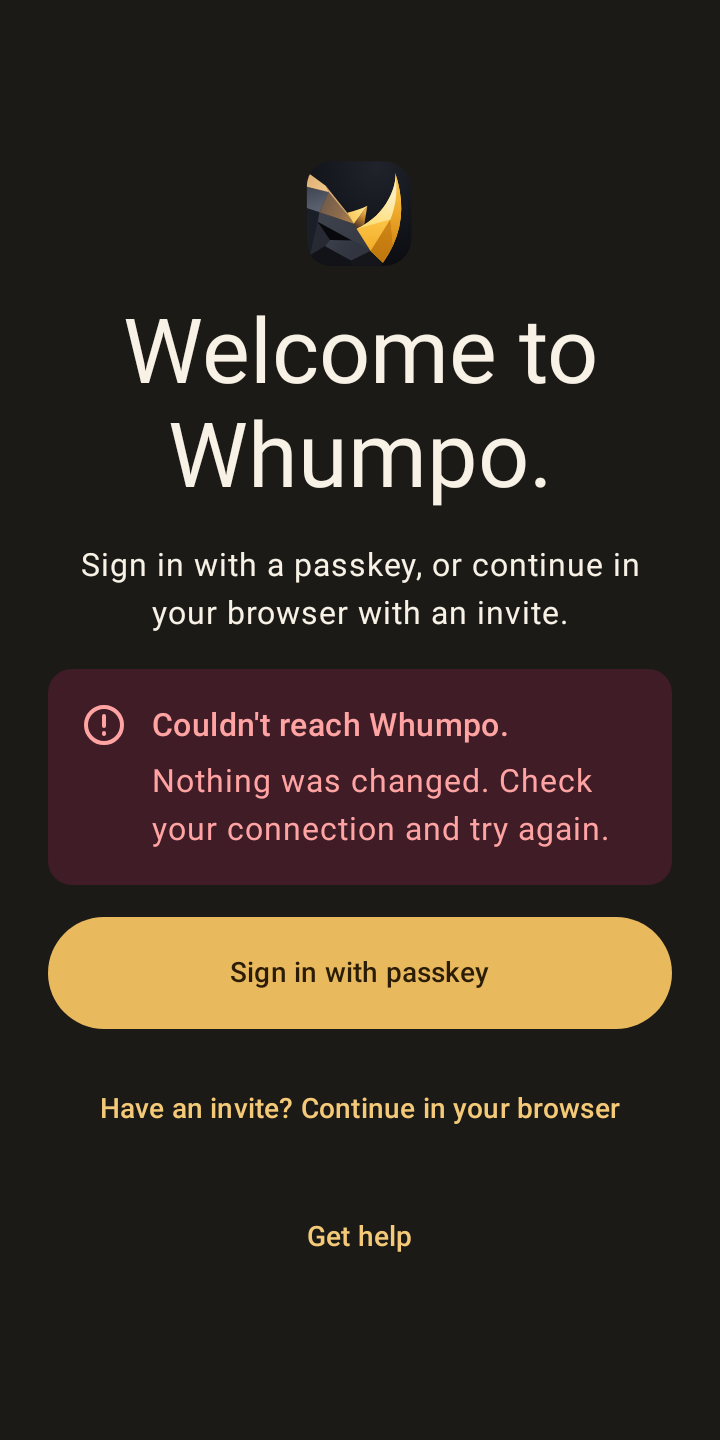 Welcome to
Whumpo.
Sign in with a passkey, or continue in
your browser with an invite.
Couldn't reach Whumpo.
Nothing was changed. Check
your connection and try again.
Sign in with passkey
Have an invite? Continue in your browser
Get help